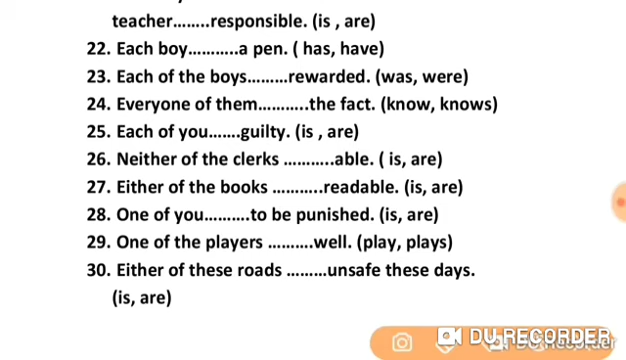 teacher........responsible. (is , are)
22. Each boy...........a pen. ( has, have)
23. Each of the boys.........rewarded. (was, were)
24. Everyone of them...........the fact. (know, knows)
25. Each of you.......guilty. (is , are)
26. Neither of the clerks ...........able. ( is, are)
27. Either of the books ...........readable. (is, are)
28. One of you..........to be punished. (is, are)
29. One of the players ..........well. (play, plays)
30. Either of these roads .........unsafe these days.
(is, are)
DU RECORDER